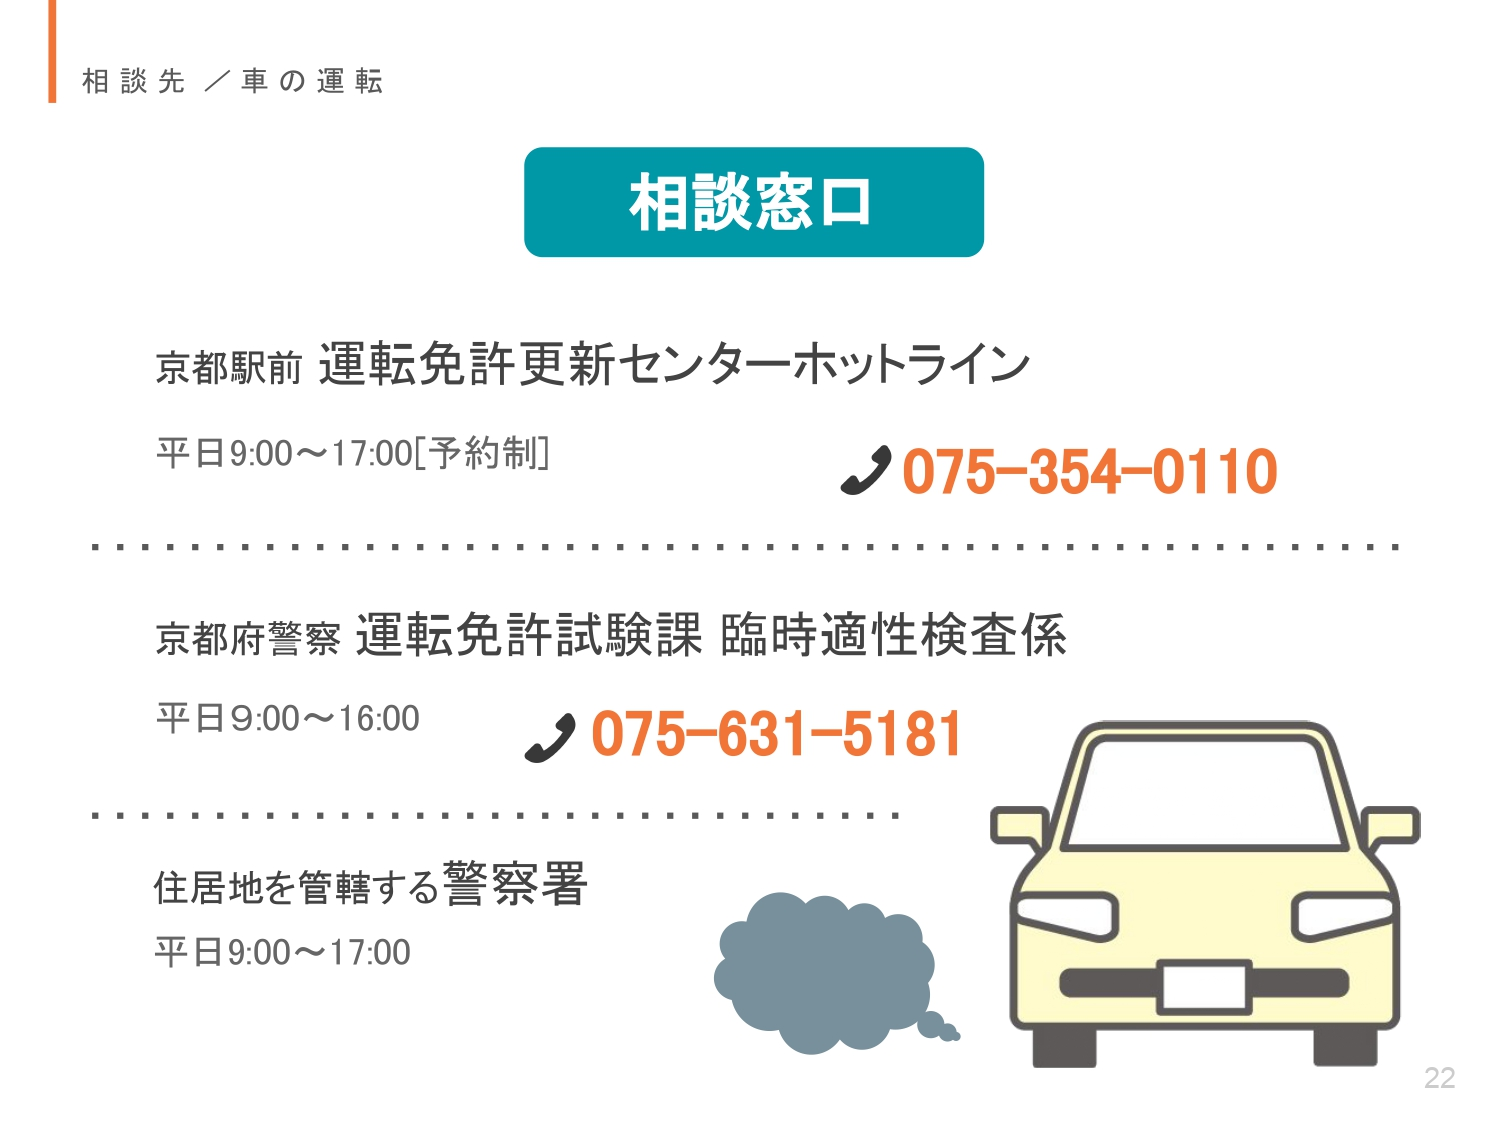 相談先 ／車の運転
相談窓口
京都駅前 運転免許更新センターホットライン
平日9:00～17:00[予約制]
075-354-0110
京都府警察 運転免許試験課 臨時適性検査係
平日9:00～16:00
075-631-5181
住居地を管轄する警察署
平日9:00～17:00
22